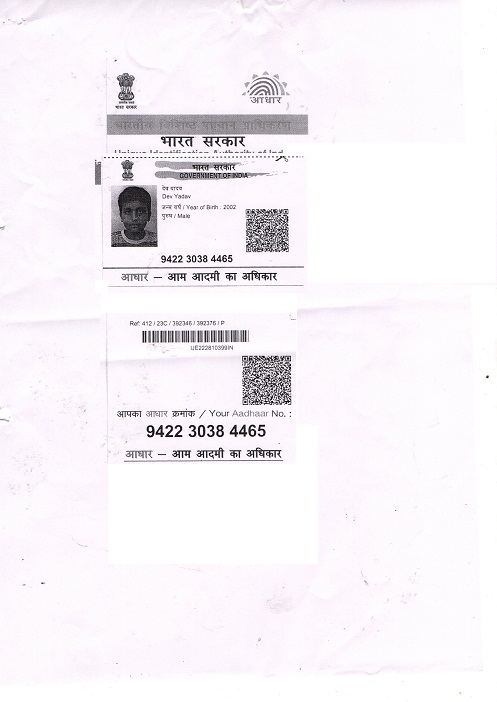 भारत सरकार
आधार
भारतीय विशिष्ट पहचान प्राधिकरण
भारत सरकार
Unique Identification Authority of Ind
भारत सरकार
GOVERNMENT OF INDIA
देव यादव
Dev Yadav
जन्म वर्ष / Year of Birth : 2002
पुरुष / Male
9422 3038 4465
आधार – आम आदमी का अधिकार
Ref: 412 / 23C / 392346 / 392376 / P
UE222810399IN
आपका आधार क्रमांक / Your Aadhaar No. :
9422 3038 4465
आधार – आम आदमी का अधिकार